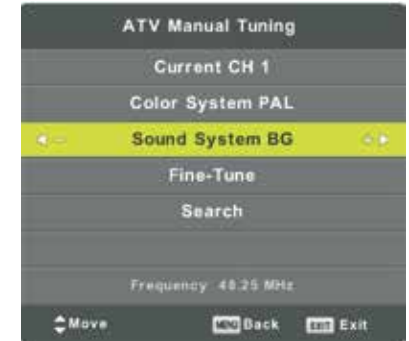 ATV Manual Tuning
Current CH 1
Color System PAL
Sound System BG
Fine-Tune
Search
Frequency 48.25 MHz
Move MENU Back EXIT Exit